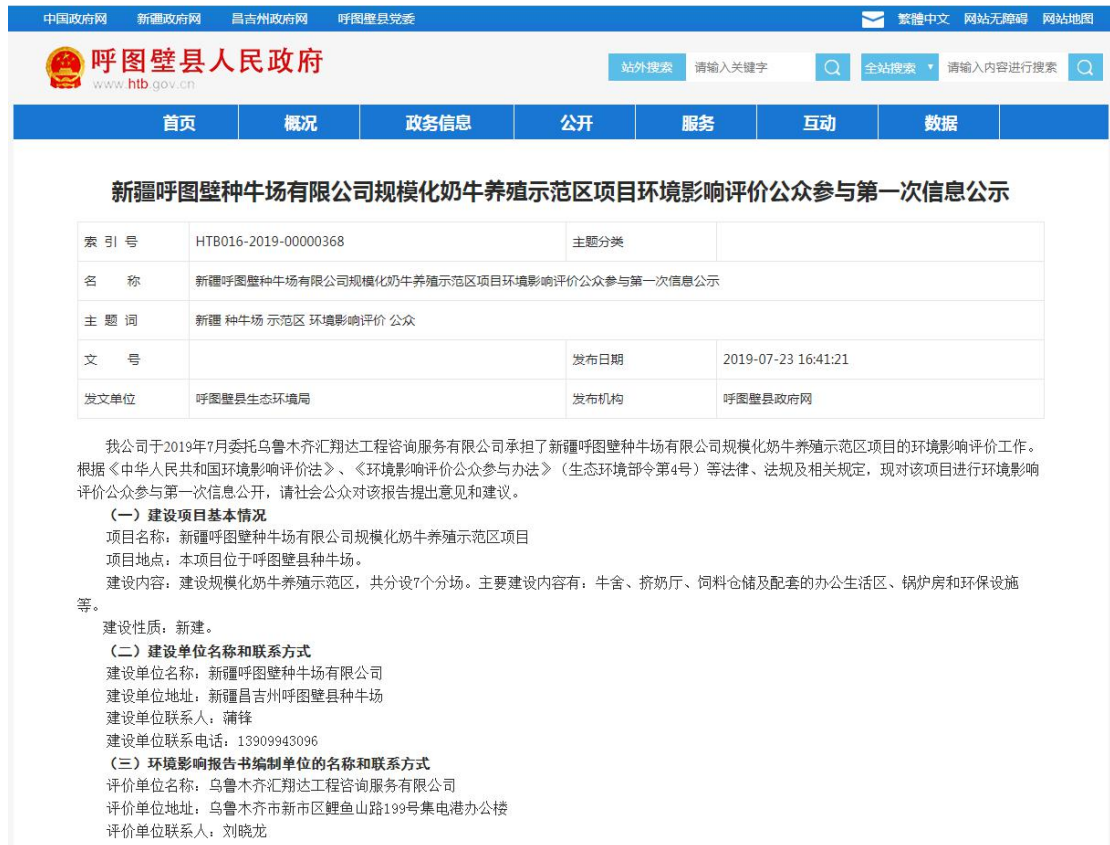 中国政府网 新疆政府网 昌吉州政府网 呼图壁县党委 繁體中文 网站无障碍 网站地图
呼图壁县人民政府
www.htb.gov.cn
站外搜索 请输入关键字 全站搜索 请输入内容进行搜索
首页 概况 政务信息 公开 服务 互动 数据
新疆呼图壁种牛场有限公司规模化奶牛养殖示范区项目环境影响评价公众参与第一次信息公示
索 引 号 HTB016-2019-00000368 主题分类
名 称 新疆呼图壁种牛场有限公司规模化奶牛养殖示范区项目环境影响评价公众参与第一次信息公示
主 题 词 新疆 种牛场 示范区 环境影响评价 公众
文 号 发布日期 2019-07-23 16:41:21
发文单位 呼图壁县生态环境局 发布机构 呼图壁县政府网
我公司于2019年7月委托乌鲁木齐汇翔达工程咨询服务有限公司承担了新疆呼图壁种牛场有限公司规模化奶牛养殖示范区项目的环境影响评价工作。
根据《中华人民共和国环境影响评价法》、《环境影响评价公众参与办法》（生态环境部令第4号）等法律、法规及相关规定，现对该项目进行环境影响
评价公众参与第一次信息公开，请社会公众对该报告提出意见和建议。
（一）建设项目基本情况
项目名称：新疆呼图壁种牛场有限公司规模化奶牛养殖示范区项目
项目地点：本项目位于呼图壁县种牛场。
建设内容：建设规模化奶牛养殖示范区，共分设7个分场。主要建设内容有：牛舍、挤奶厅、饲料仓储及配套的办公生活区、锅炉房和环保设施
等。
建设性质：新建。
（二）建设单位名称和联系方式
建设单位名称：新疆呼图壁种牛场有限公司
建设单位地址：新疆昌吉州呼图壁县种牛场
建设单位联系人：蒲锋
建设单位联系电话：13909943096
（三）环境影响报告书编制单位的名称和联系方式
评价单位名称：乌鲁木齐汇翔达工程咨询服务有限公司
评价单位地址：乌鲁木齐市新市区鲤鱼山路199号集电港办公楼
评价单位联系人：刘晓龙